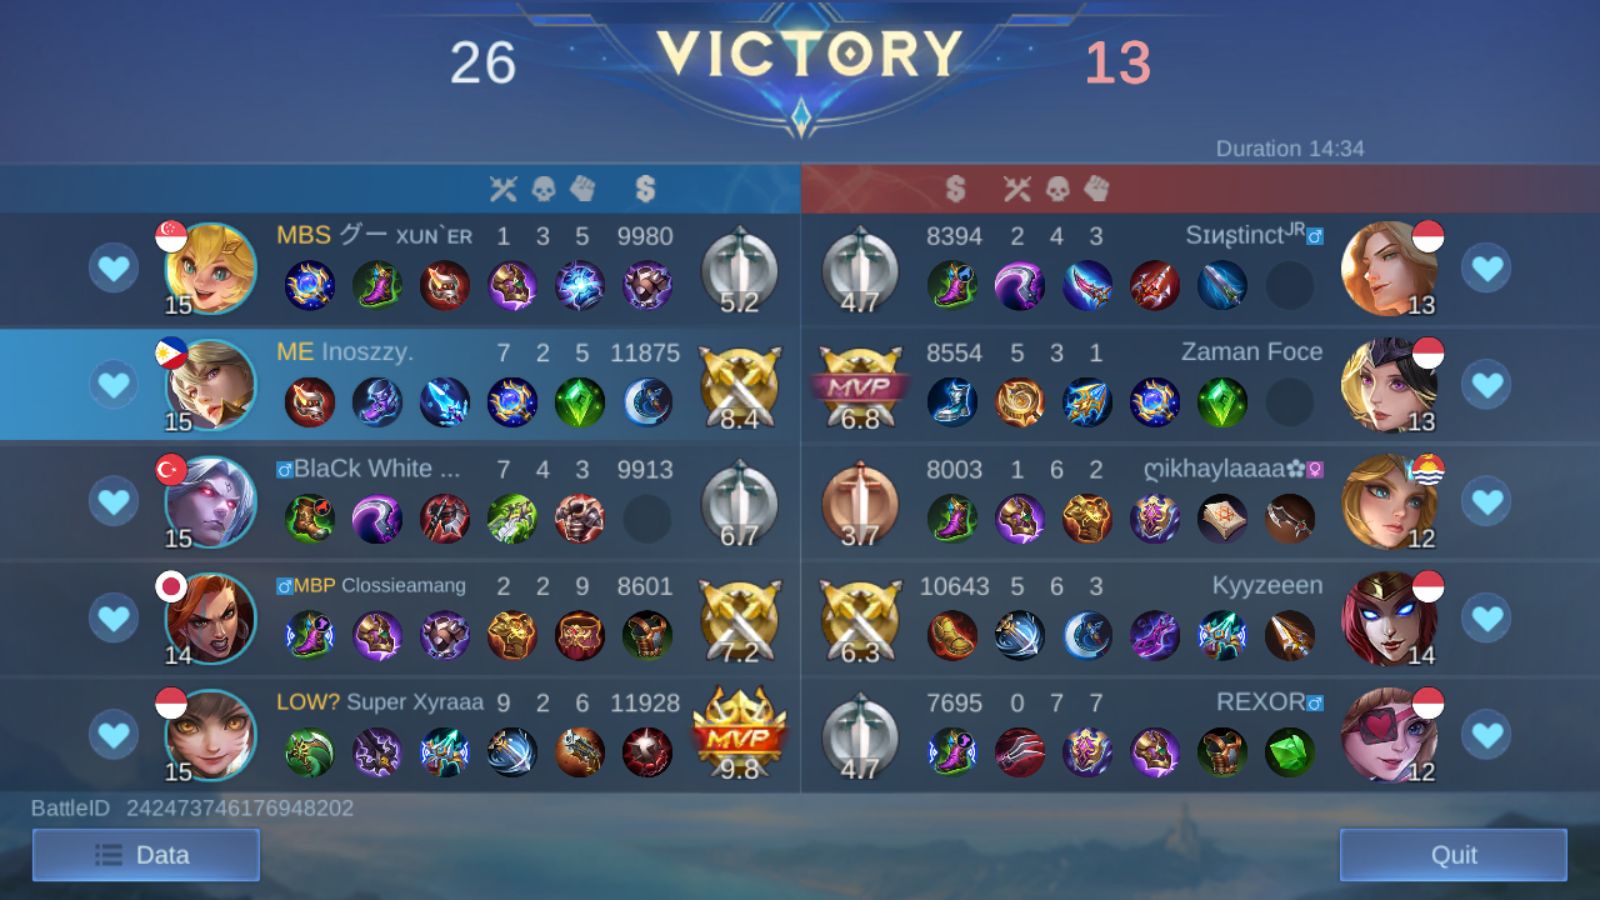 26
VICTORY
13
Duration 14:34
MBS グー XUN`ER 1 3 5 9980
15
5.2
8394 2 4 3 Sɪиʂtinctᴶᴿ♂
4.7
13
ME Inoszzy. 7 2 5 11875
15
8.4
8554 5 3 1 Zaman Foce
MVP
6.8
13
♂BlaCk White ... 7 4 3 9913
15
6.7
8003 1 6 2 ღikhaylaaaa✿♀
3.7
12
♂MBP Clossieamang 2 2 9 8601
14
7.2
10643 5 6 3 Kyyzeeen
6.3
14
LOW? Super Xyraaa 9 2 6 11928
15
MVP
9.8
7695 0 7 7 REXOR♂
4.7
12
BattleID 242473746176948202
Data
Quit